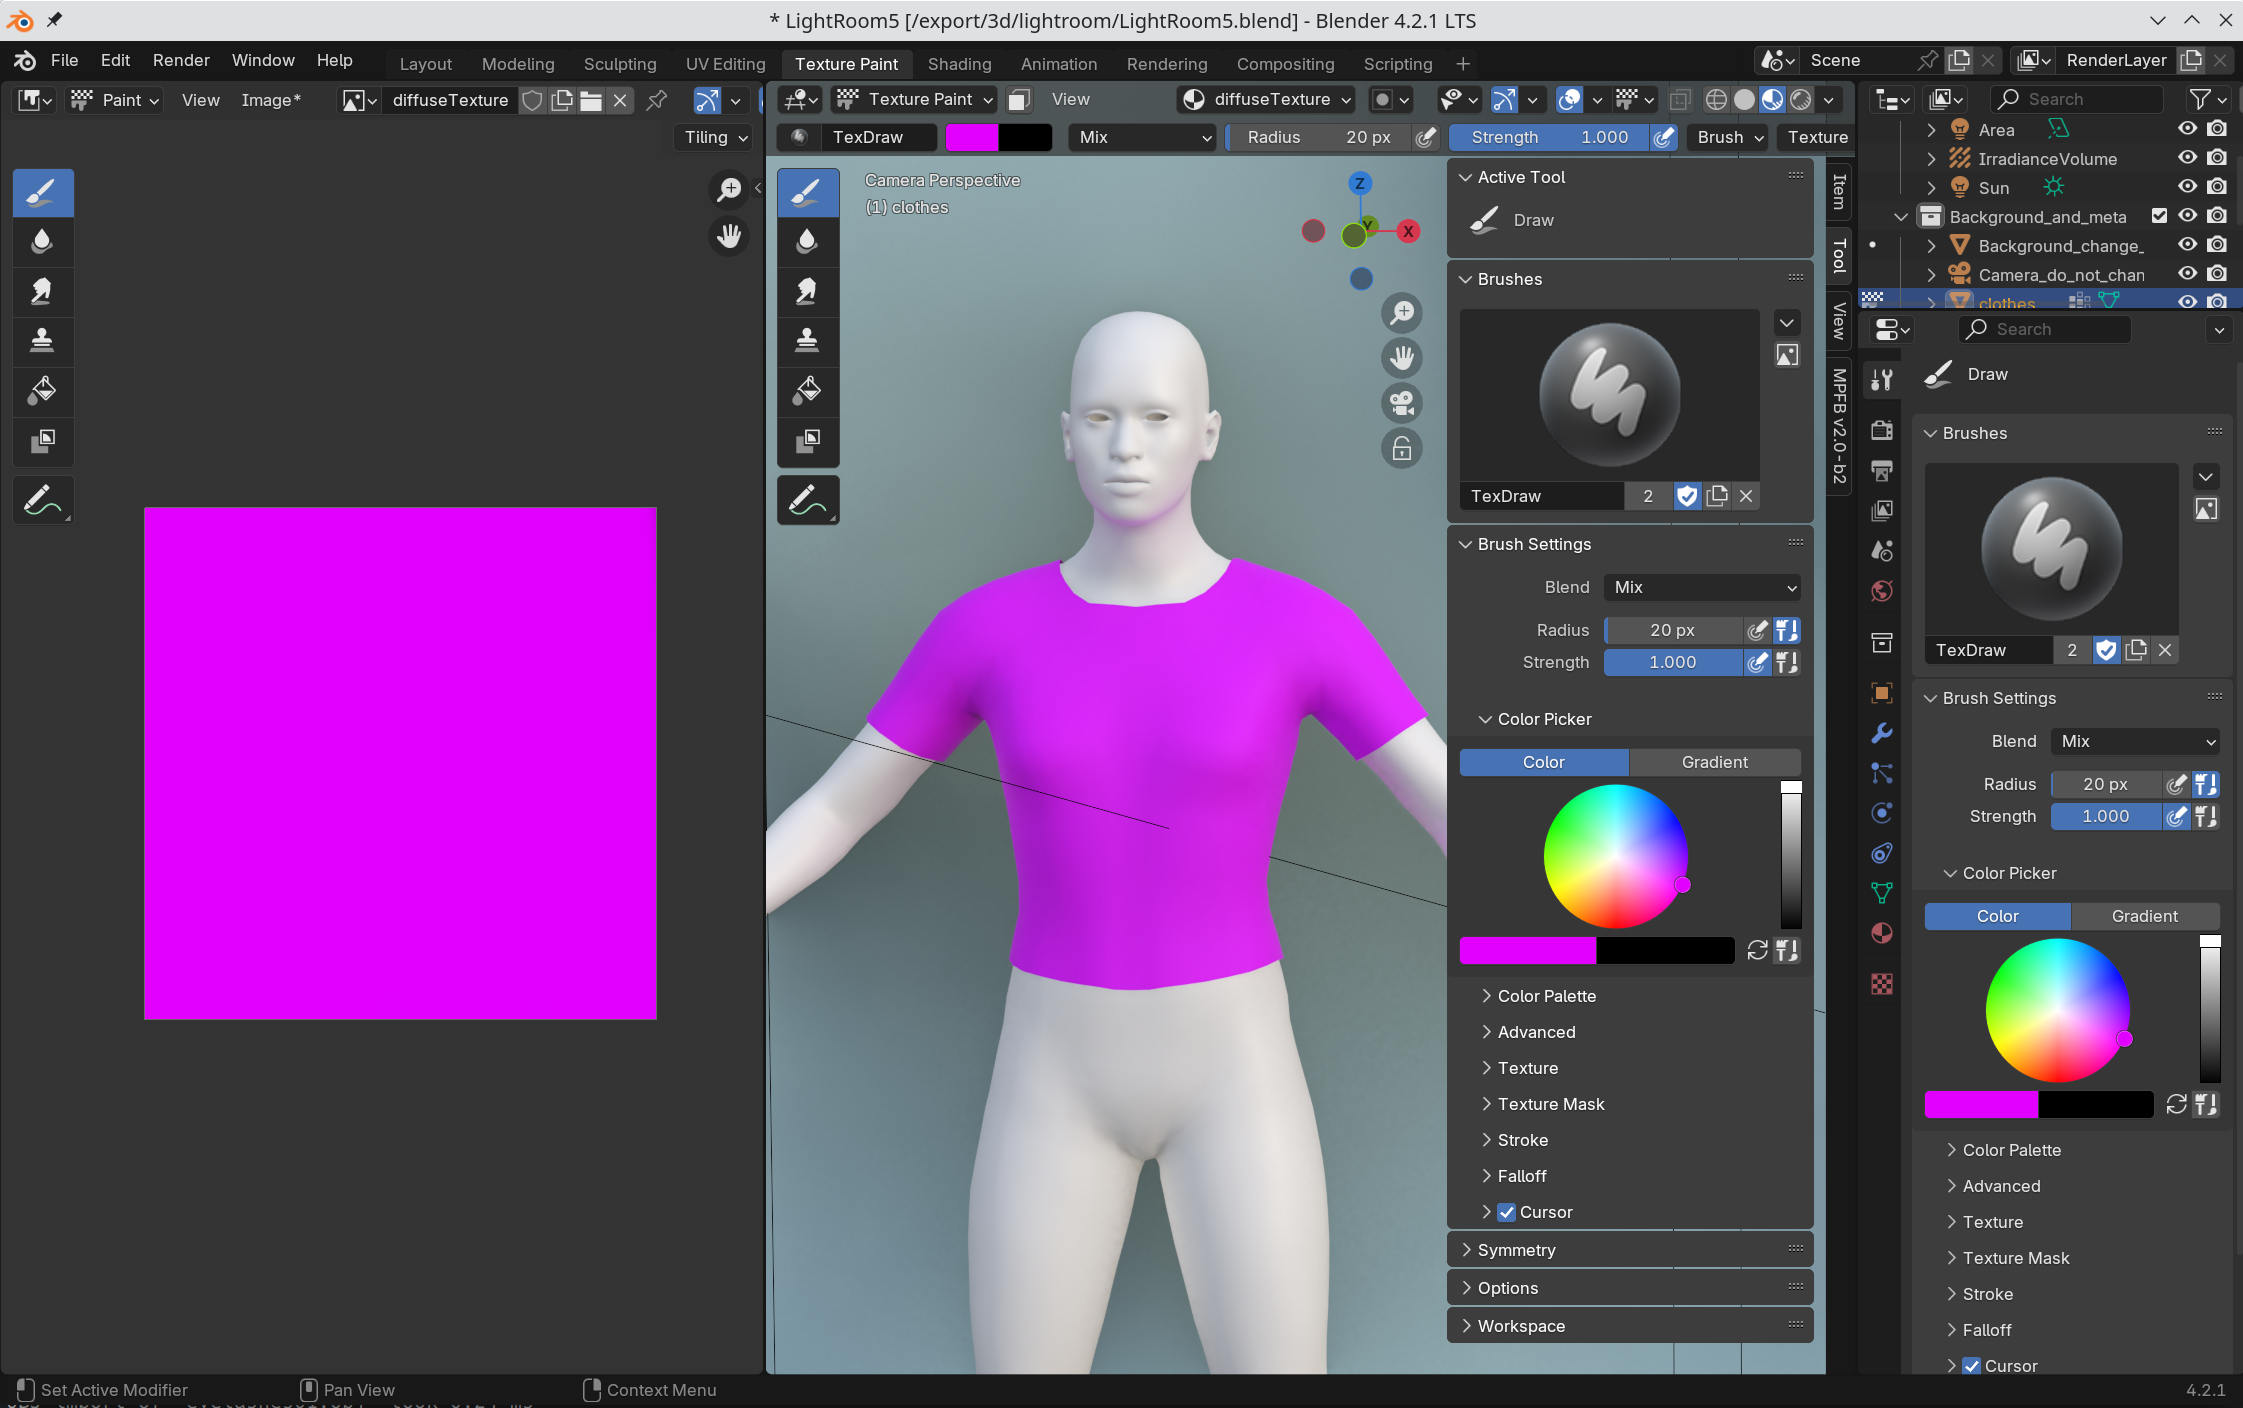 * LightRoom5 [/export/3d/lightroom/LightRoom5.blend] - Blender 4.2.1 LTS
File Edit Render Window Help Layout Modeling Sculpting UV Editing Texture Paint Shading Animation Rendering Compositing Scripting + Scene RenderLayer
Paint View Image* diffuseTexture
Tiling
Texture Paint View diffuseTexture
TexDraw Mix Radius 20 px Strength 1.000 Brush Texture
Camera Perspective
(1) clothes
Z
Y
X
Active Tool
Draw
Brushes
TexDraw 2
Brush Settings
Blend Mix
Radius 20 px
Strength 1.000
Color Picker
Color Gradient
Color Palette
Advanced
Texture
Texture Mask
Stroke
Falloff
Cursor
Symmetry
Options
Workspace
Item
Tool
View
MPFB v2.0-b2
Search
Area
IrradianceVolume
Sun
Background_and_meta
Background_change_
Camera_do_not_chan
clothes
Search
Draw
Brushes
TexDraw 2
Brush Settings
Blend Mix
Radius 20 px
Strength 1.000
Color Picker
Color Gradient
Color Palette
Advanced
Texture
Texture Mask
Stroke
Falloff
Cursor
Set Active Modifier Pan View Context Menu 4.2.1